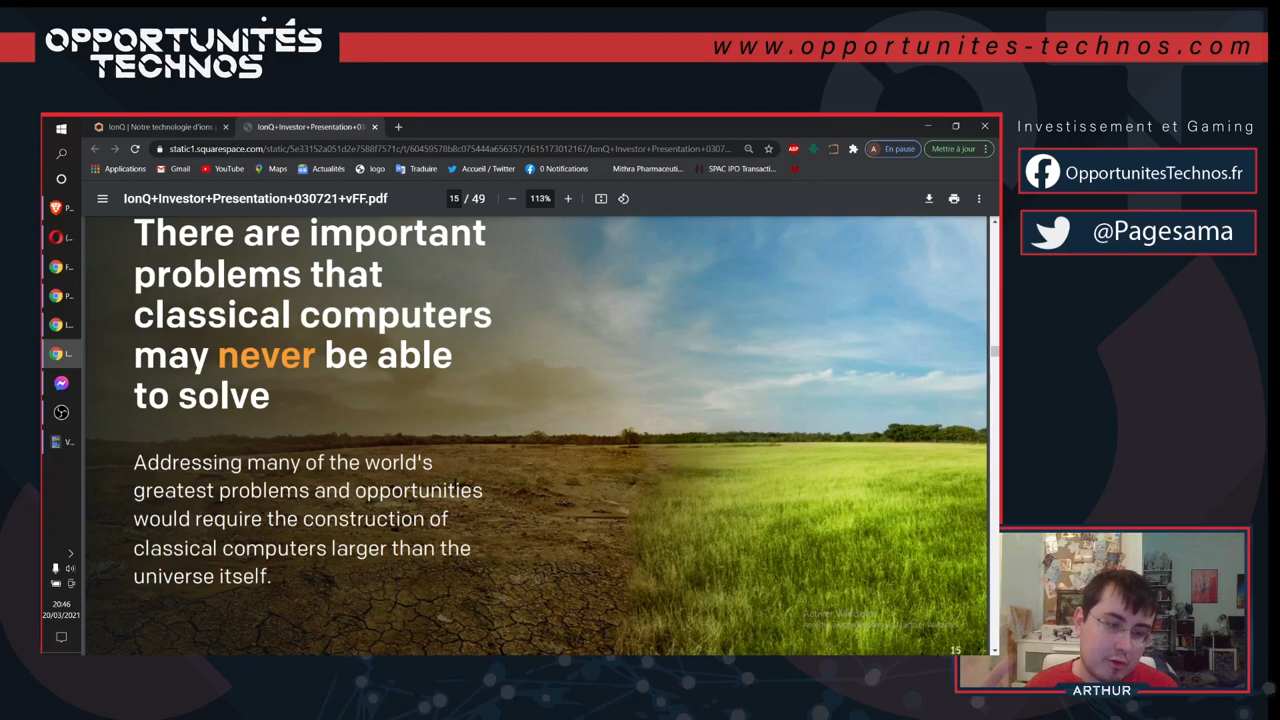 OPPORTUNITÉS
TECHNOS
www.opportunites-technos.com
Investissement et Gaming
OpportunitesTechnos.fr
@Pagesama
IonQ | Notre technologie d'ions
IonQ+Investor+Presentation+03
static1.squarespace.com/static/5e33152a051d2e7588f7571c/t/60459578b8c075444a656357/1615173012167/IonQ+Investor+Presentation+0307...
ABP
A En pause
Mettre à jour
Applications
Gmail
YouTube
Maps
Actualités
logo
Traduire
Accueil / Twitter
0 Notifications
Mithra Pharmaceuti...
SPAC IPO Transacti...
IonQ+Investor+Presentation+030721+vFF.pdf
15 / 49
113%
P...
(...
F...
P...
L...
I...
V...
There are important
problems that
classical computers
may never be able
to solve
Addressing many of the world's
greatest problems and opportunities
would require the construction of
classical computers larger than the
universe itself.
Activer Windows
15
20:46
20/03/2021
ARTHUR